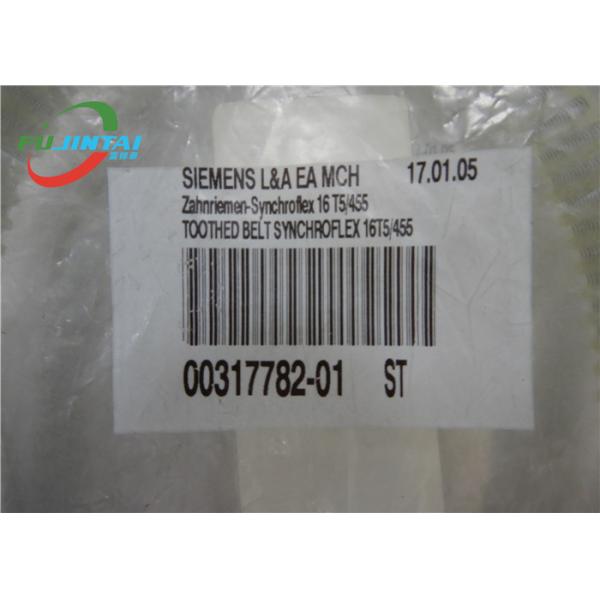 FUJINTAI
SIEMENS L&A EA MCH 17.01.05
Zahnriemen-Synchroflex 16 T5/455
TOOTHED BELT SYNCHROFLEX 16T5/455
00317782-01 ST